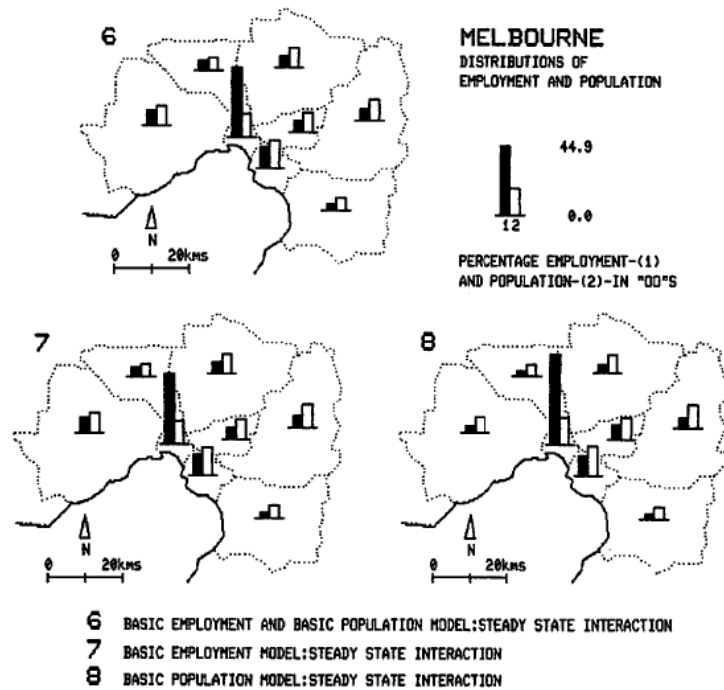 6
MELBOURNE
DISTRIBUTIONS OF
EMPLOYMENT AND POPULATION
44.9
0.0
12
PERCENTAGE EMPLOYMENT-(1)
AND POPULATION-(2)-IN "OO"S
N
0 20kms
7
N
0 20kms
8
N
0 20kms
6 BASIC EMPLOYMENT AND BASIC POPULATION MODEL:STEADY STATE INTERACTION
7 BASIC EMPLOYMENT MODEL:STEADY STATE INTERACTION
8 BASIC POPULATION MODEL:STEADY STATE INTERACTION